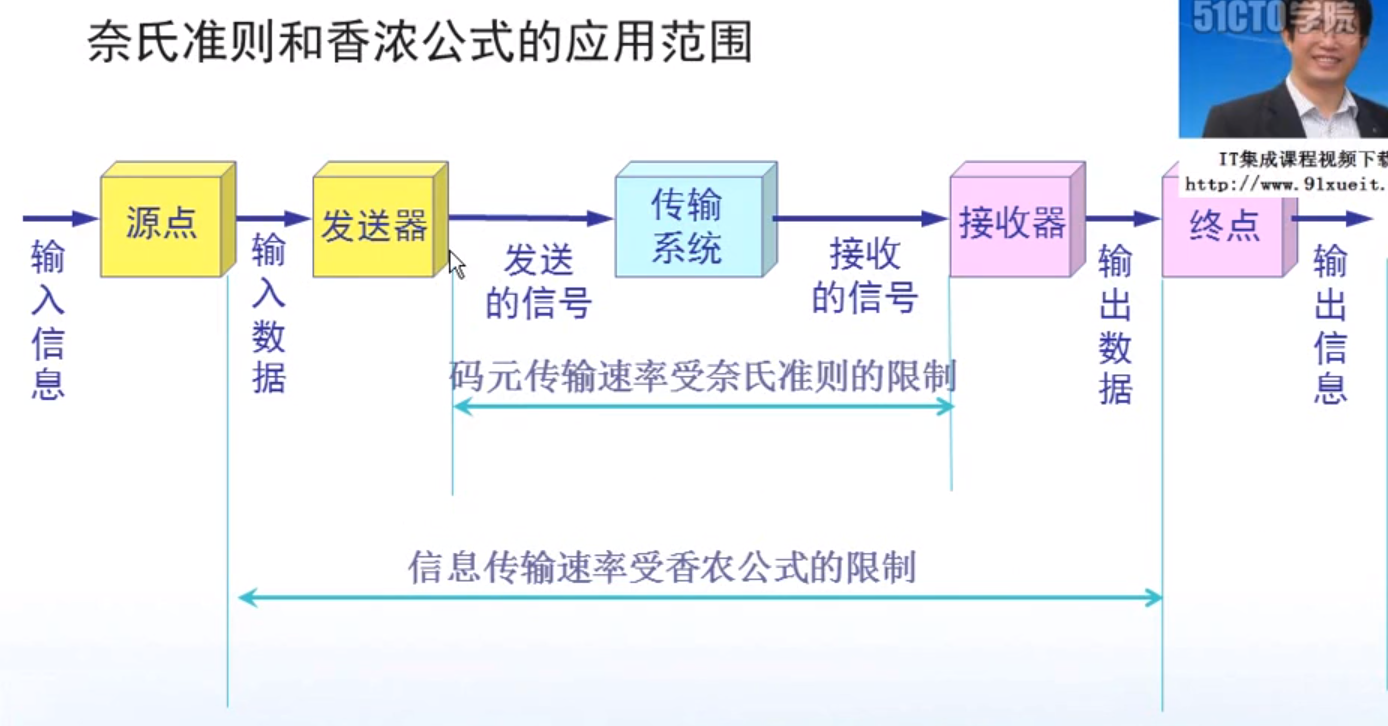 奈氏准则和香浓公式的应用范围
51CTO学院
IT集成课程视频下载
http://www.91xueit.
源点
发送器
传输
系统
接收器
终点
输入信息
输入数据
发送
的信号
接收
的信号
输出数据
输出信息
码元传输速率受奈氏准则的限制
信息传输速率受香农公式的限制